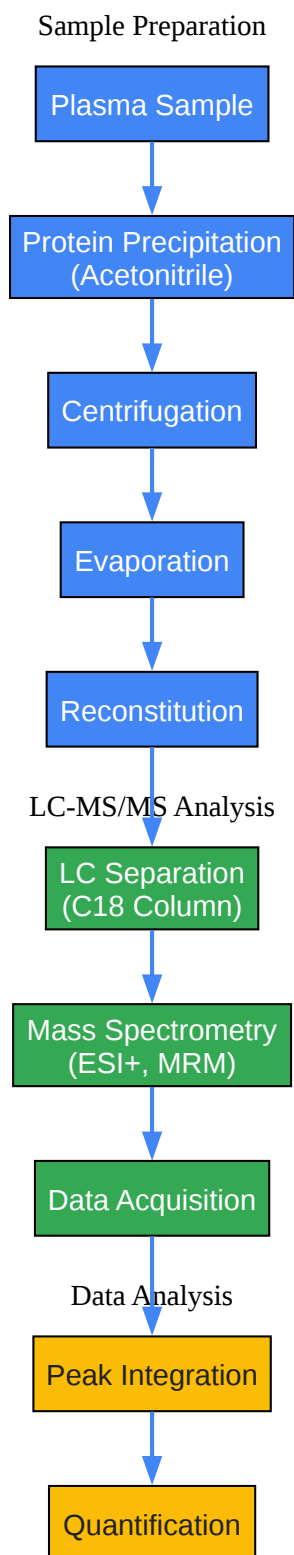 Sample Preparation
Plasma Sample
Protein Precipitation
(Acetonitrile)
Centrifugation
Evaporation
Reconstitution
LC-MS/MS Analysis
LC Separation
(C18 Column)
Mass Spectrometry
(ESI+, MRM)
Data Acquisition
Data Analysis
Peak Integration
Quantification